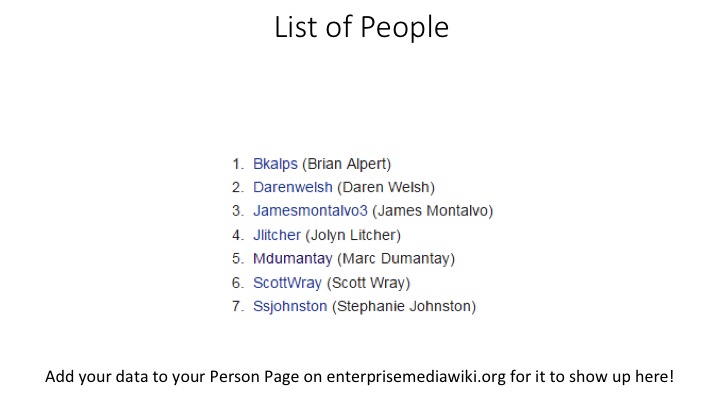 List of People
1. Bkalps (Brian Alpert)
2. Darenwelsh (Daren Welsh)
3. Jamesmontalvo3 (James Montalvo)
4. Jlitcher (Jolyn Litcher)
5. Mdumantay (Marc Dumantay)
6. ScottWray (Scott Wray)
7. Ssjohnston (Stephanie Johnston)
Add your data to your Person Page on enterprisemediawiki.org for it to show up here!